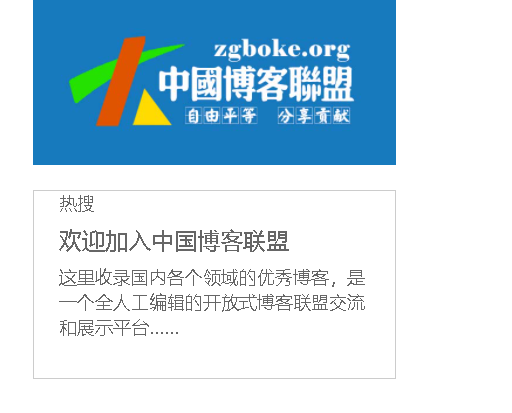 zgboke.org
中國博客聯盟
自由平等 分享貢献
热搜
欢迎加入中国博客联盟
这里收录国内各个领域的优秀博客，是
一个全人工编辑的开放式博客联盟交流
和展示平台......